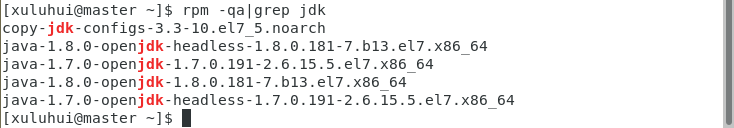 [xuluhui@master ~]$ rpm -qa|grep jdk
copy-jdk-configs-3.3-10.el7_5.noarch
java-1.8.0-openjdk-headless-1.8.0.181-7.b13.el7.x86_64
java-1.7.0-openjdk-1.7.0.191-2.6.15.5.el7.x86_64
java-1.8.0-openjdk-1.8.0.181-7.b13.el7.x86_64
java-1.7.0-openjdk-headless-1.7.0.191-2.6.15.5.el7.x86_64
[xuluhui@master ~]$